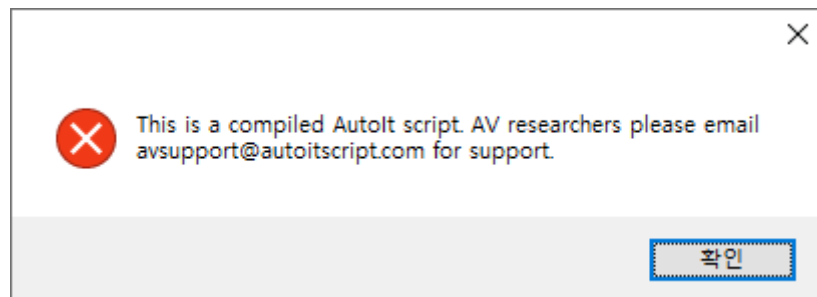 This is a compiled AutoIt script. AV researchers please email
avsupport@autoitscript.com for support.
확인